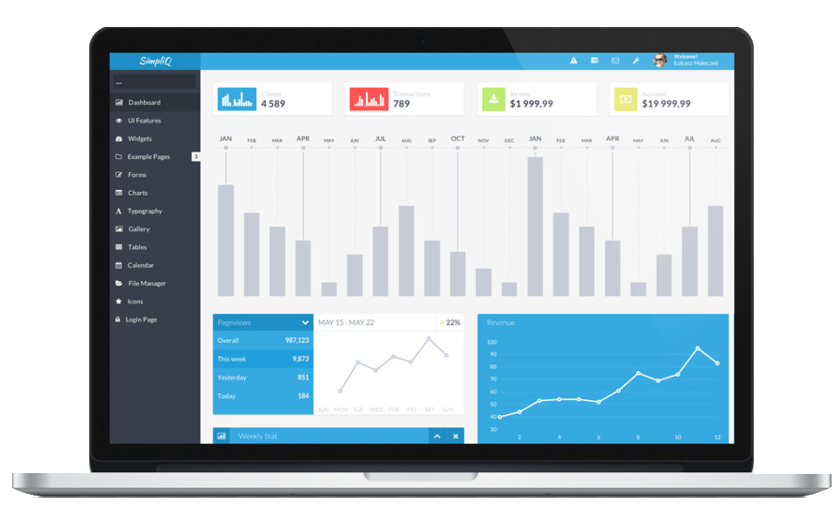 SimpliQ
Welcome!
Łukasz Holeczek
...
Dashboard
UI Features
Widgets
Example Pages 3
Forms
Charts
Typography
Gallery
Tables
Calendar
File Manager
Icons
Login Page
Clients
4 589
Transactions
789
Income
$1 999,99
Account
$19 999,99
JAN FEB MAR APR MAY JUN JUL AUG SEP OCT NOV DEC JAN FEB MAR APR MAY JUN JUL AUG
Pageviews
Overall 987,123
This week 9,873
Yesterday 851
Today 184
MAY 15 - MAY 22 22%
SUN MON TUE WED THE FRI SAT SUN
Revenue
100
90
80
70
60
50
40
30
2 4 6 8 10 12
Weekly Stat